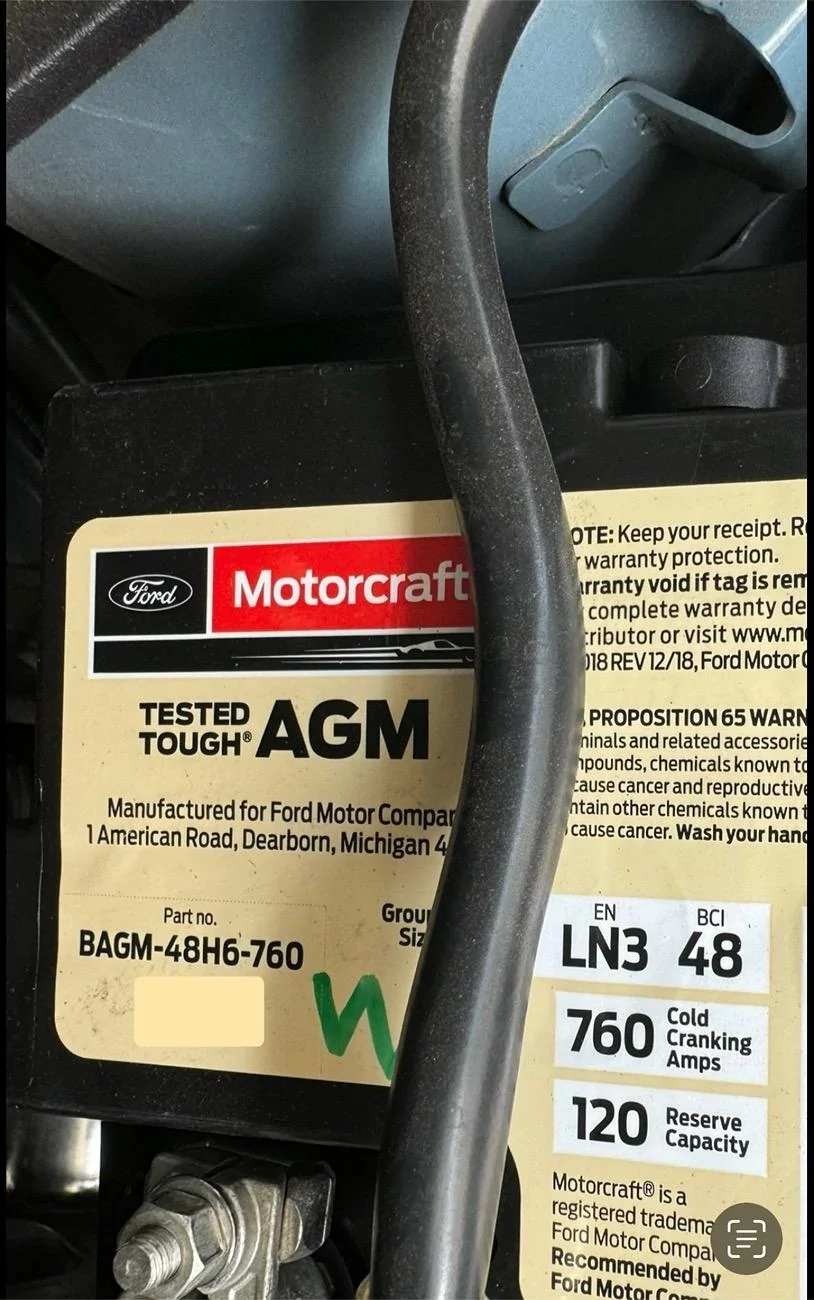 Ford
Motorcraft
TESTED
TOUGH®
AGM
Manufactured for Ford Motor Compan
1 American Road, Dearborn, Michigan 4
Part no.
BAGM-48H6-760
Grou
Siz
W
OTE: Keep your receipt. R
r warranty protection.
arranty void if tag is rem
complete warranty de
tributor or visit www.m
018 REV 12/18, Ford Motor C
PROPOSITION 65 WARN
minals and related accessorie
mpounds, chemicals known to
cause cancer and reproductive
ntain other chemicals known t
cause cancer. Wash your hand
EN BCI
LN3 48
760 Cold
Cranking
Amps
120 Reserve
Capacity
Motorcraft® is a
registered tradema
Ford Motor Compa
Recommended by
Ford Motor Com